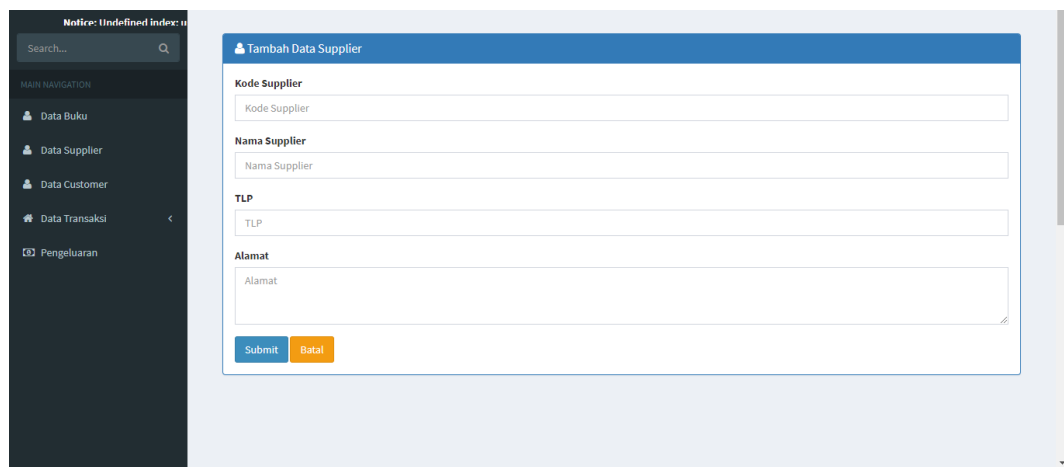 Notice: Undefined index: u
Search...
MAIN NAVIGATION
Data Buku
Data Supplier
Data Customer
Data Transaksi
Pengeluaran
Tambah Data Supplier
Kode Supplier
Kode Supplier
Nama Supplier
Nama Supplier
TLP
TLP
Alamat
Alamat
Submit Batal